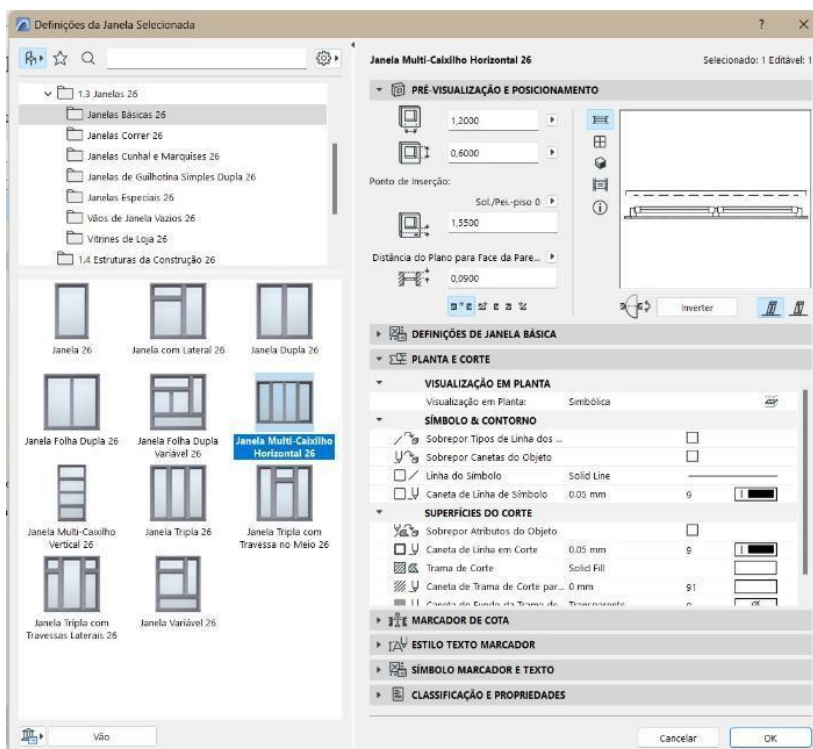 Definições da Janela Selecionada
?
1.3 Janelas 26
Janelas Básicas 26
Janelas Correr 26
Janelas Cunhal e Marquises 26
Janelas de Guilhotina Simples Dupla 26
Janelas Especiais 26
Vãos de Janela Vazios 26
Vitrines de Loja 26
1.4 Estruturas da Construção 26
Janela 26
Janela com Lateral 26
Janela Dupla 26
Janela Folha Dupla 26
Janela Folha Dupla
Variável 26
Janela Multi-Caixilho
Horizontal 26
Janela Multi-Caixilho
Vertical 26
Janela Tripla 26
Janela Tripla com
Travessa no Meio 26
Janela Tripla com
Travessas Laterais 26
Janela Variável 26
Vão
Janela Multi-Caixilho Horizontal 26
Selecionado: 1 Editável: 1
PRÉ-VISUALIZAÇÃO E POSICIONAMENTO
1,2000
0,6000
Ponto de Inserção:
Sol./Pei.-piso 0
1,5500
Distância do Plano para Face da Pare...
0,0900
Inverter
DEFINIÇÕES DE JANELA BÁSICA
PLANTA E CORTE
VISUALIZAÇÃO EM PLANTA
Visualização em Planta: Simbólica
SÍMBOLO & CONTORNO
Sobrepor Tipos de Linha dos ...
Sobrepor Canetas do Objeto
Linha do Símbolo Solid Line
Caneta de Linha de Símbolo 0.05 mm 9
SUPERFÍCIES DO CORTE
Sobrepor Atributos do Objeto
Caneta de Linha em Corte 0.05 mm 9
Trama de Corte Solid Fill
Caneta de Trama de Corte par... 0 mm 91
Caneta de Fundo da Trama de Transparente
MARCADOR DE COTA
ESTILO TEXTO MARCADOR
SÍMBOLO MARCADOR E TEXTO
CLASSIFICAÇÃO E PROPRIEDADES
Cancelar
OK